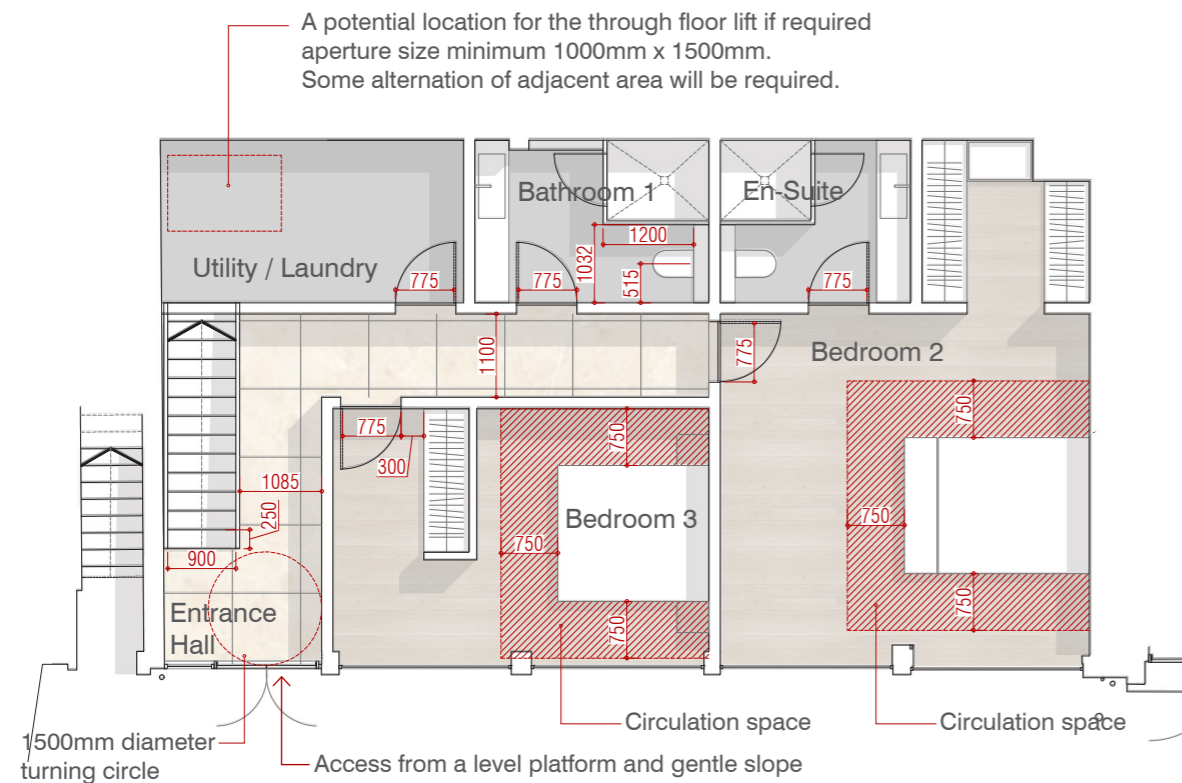 A potential location for the through floor lift if required
aperture size minimum 1000mm x 1500mm.
Some alternation of adjacent area will be required.
Bathroom 1
En-Suite
1200
1032
515
Utility / Laundry
775
775
775
1100
775
Bedroom 2
775
300
750
750
1085
250
900
Bedroom 3
750
750
750
750
Entrance
Hall
Circulation space
Circulation space
1500mm diameter
turning circle
Access from a level platform and gentle slope